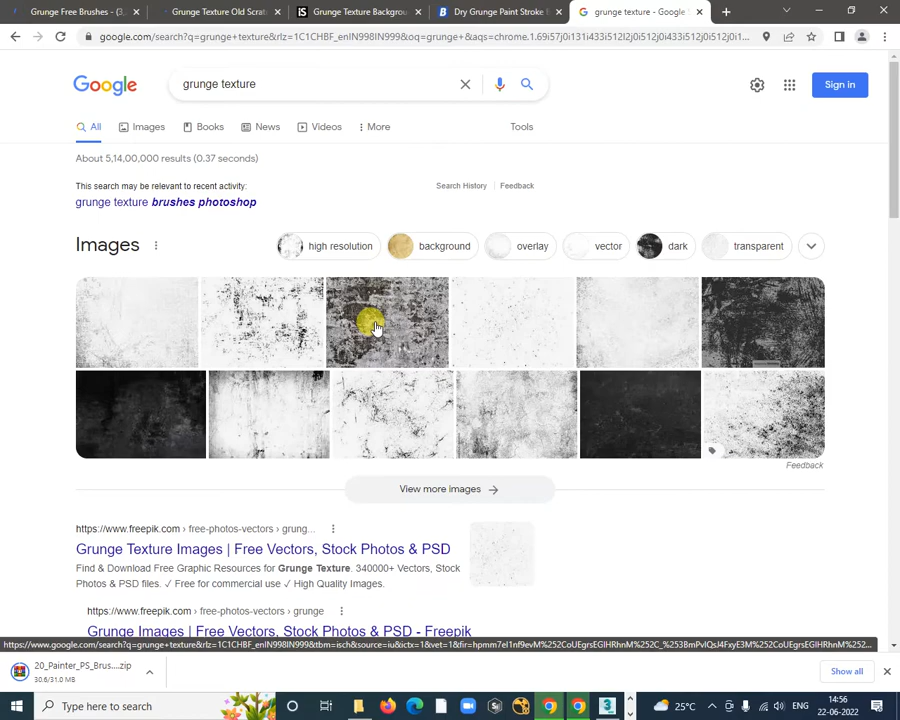 Grunge Free Brushes - (3,
Grunge Texture Old Scrat
iS Grunge Texture Backgrou
B Dry Grunge Paint Stroke B
G grunge texture - Google S
google.com/search?q=grunge+texture&rlz=1C1CHBF_enIN998IN999&oq=grunge+&aqs=chrome.1.69i57j0i131i433i512l2j0i512j0i433i512j0i512j0i1...
Google
grunge texture
Sign in
All Images Books News Videos More Tools
About 5,14,00,000 results (0.37 seconds)
This search may be relevant to recent activity:
Search History Feedback
grunge texture brushes photoshop
Images
high resolution background overlay vector dark transparent
Feedback
View more images
https://www.freepik.com › free-photos-vectors › grung...
Grunge Texture Images | Free Vectors, Stock Photos & PSD
Find & Download Free Graphic Resources for Grunge Texture. 340000+ Vectors, Stock
Photos & PSD files. ✓ Free for commercial use ✓ High Quality Images.
https://www.freepik.com › free-photos-vectors › grunge
Grunge Images | Free Vectors, Stock Photos & PSD - Freepik
20_Painter_PS_Brus....zip
30.6/31.0 MB
Show all
Type here to search
25°C
ENG
14:56
22-06-2022